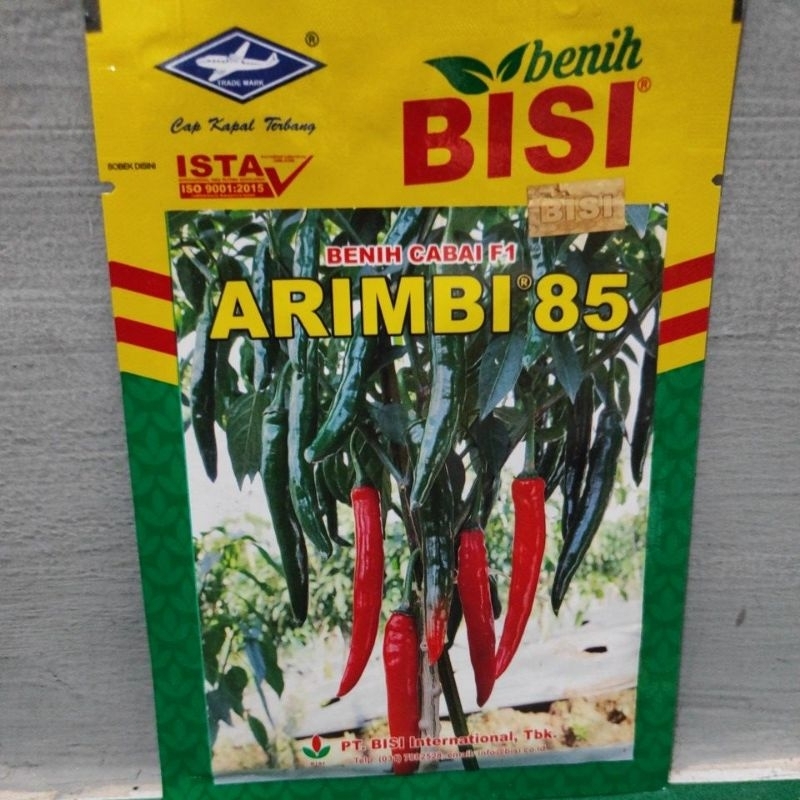 TRADE MARK
®
Cap Kapal Terbang
benih
BISI®
SOBEK DISINI
ISTA
ISO 9001:2015
BISI
BENIH CABAI F1
ARIMBI® 85
BISI
PT. BISI International, Tbk.